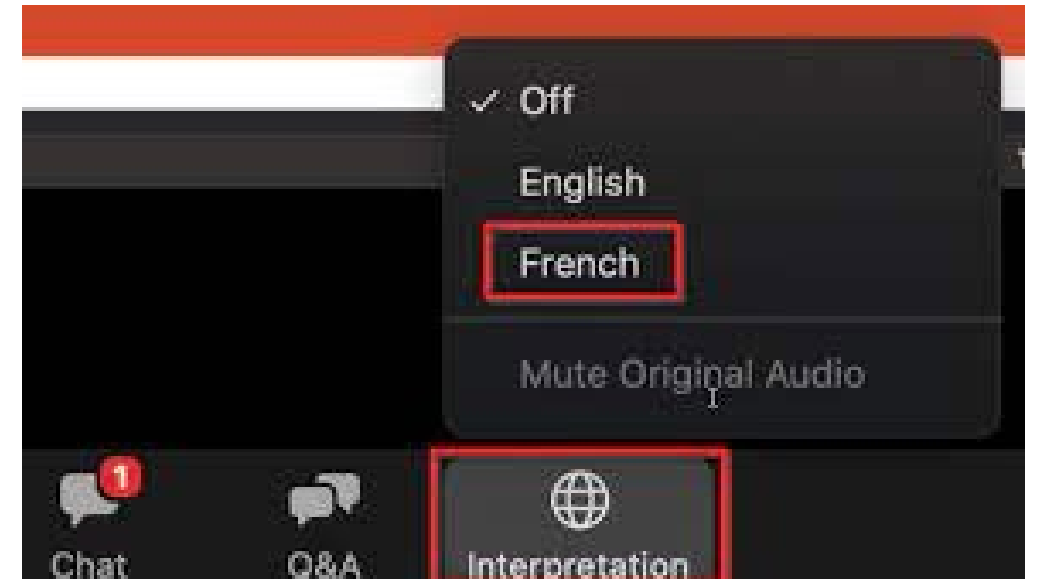 ✓ Off
English
French
Mute Original Audio
1
Chat
Q&A
Interpretation